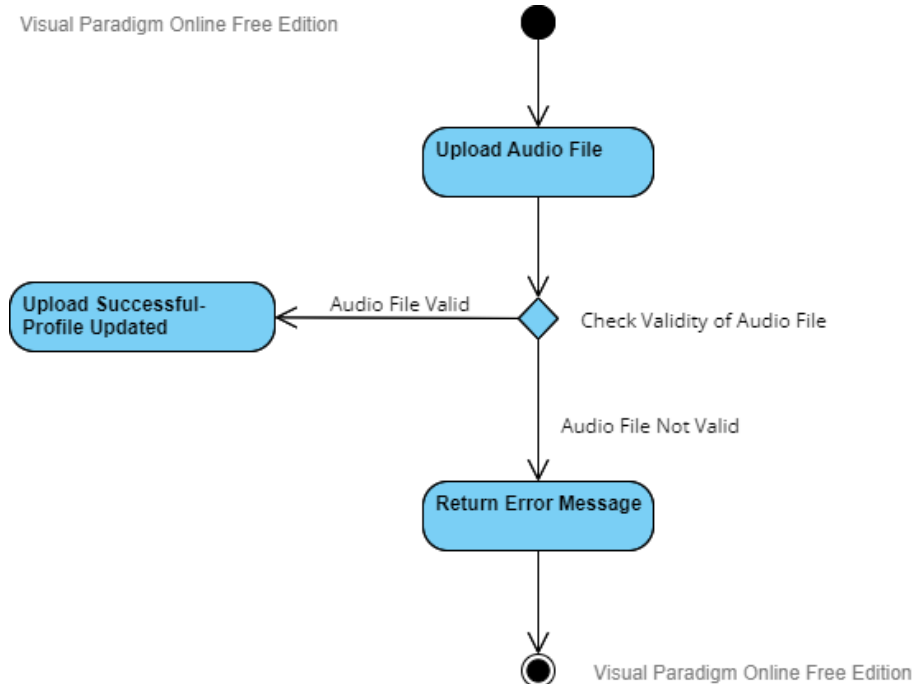 Visual Paradigm Online Free Edition
Upload Audio File
Upload Successful-
Profile Updated
Audio File Valid
Check Validity of Audio File
Audio File Not Valid
Return Error Message
Visual Paradigm Online Free Edition